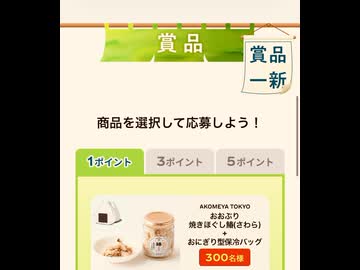 賞品
賞品
一新
商品を選択して応募しよう！
1ポイント
3ポイント
5ポイント
AKOMEYA TOKYO
おおぶり
焼きほぐし鰆(さわら)
+
おにぎり型保冷バッグ
300名様